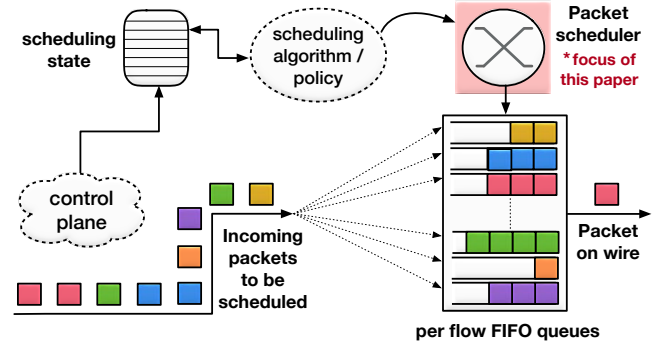 scheduling
state
scheduling
algorithm /
policy
Packet
scheduler
*focus of
this paper
control
plane
Incoming
packets
to be
scheduled
Packet
on wire
per flow FIFO queues